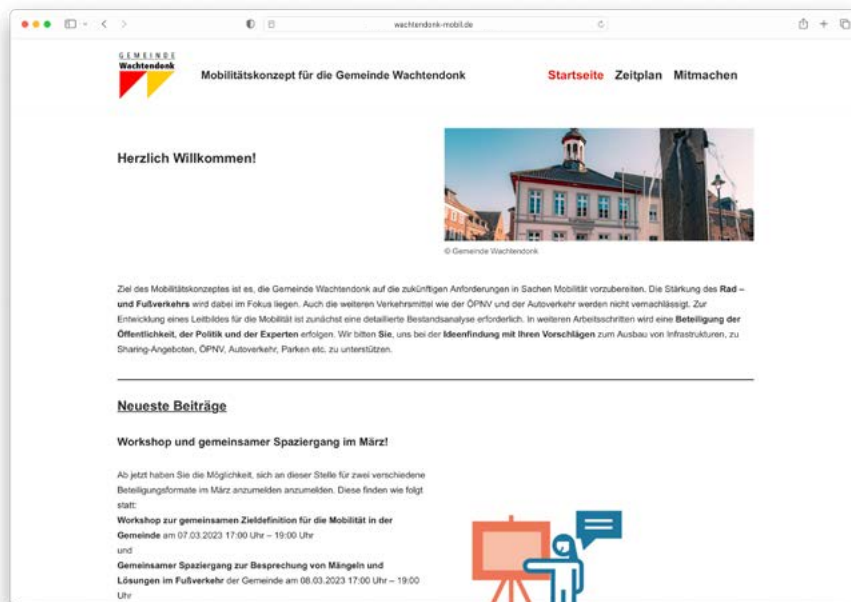 wachtendonk-mobil.de
GEMEINDE
Wachtendonk
Mobilitätskonzept für die Gemeinde Wachtendonk
Startseite Zeitplan Mitmachen
Herzlich Willkommen!
© Gemeinde Wachtendonk
Ziel des Mobilitätskonzeptes ist es, die Gemeinde Wachtendonk auf die zukünftigen Anforderungen in Sachen Mobilität vorzubereiten. Die Stärkung des Rad –
und Fußverkehrs wird dabei im Fokus liegen. Auch die weiteren Verkehrsmittel wie der ÖPNV und der Autoverkehr werden nicht vernachlässigt. Zur
Entwicklung eines Leitbildes für die Mobilität ist zunächst eine detaillierte Bestandsanalyse erforderlich. In weiteren Arbeitsschritten wird eine Beteiligung der
Öffentlichkeit, der Politik und der Experten erfolgen. Wir bitten Sie, uns bei der Ideenfindung mit Ihren Vorschlägen zum Ausbau von Infrastrukturen, zu
Sharing-Angeboten, ÖPNV, Autoverkehr, Parken etc. zu unterstützen.
Neueste Beiträge
Workshop und gemeinsamer Spaziergang im März!
Ab jetzt haben Sie die Möglichkeit, sich an dieser Stelle für zwei verschiedene
Beteiligungsformate im März anzumelden anzumelden. Diese finden wie folgt
statt:
Workshop zur gemeinsamen Zieldefinition für die Mobilität in der
Gemeinde am 07.03.2023 17:00 Uhr – 19:00 Uhr
und
Gemeinsamer Spaziergang zur Besprechung von Mängeln und
Lösungen im Fußverkehr der Gemeinde am 08.03.2023 17:00 Uhr – 19:00
Uhr